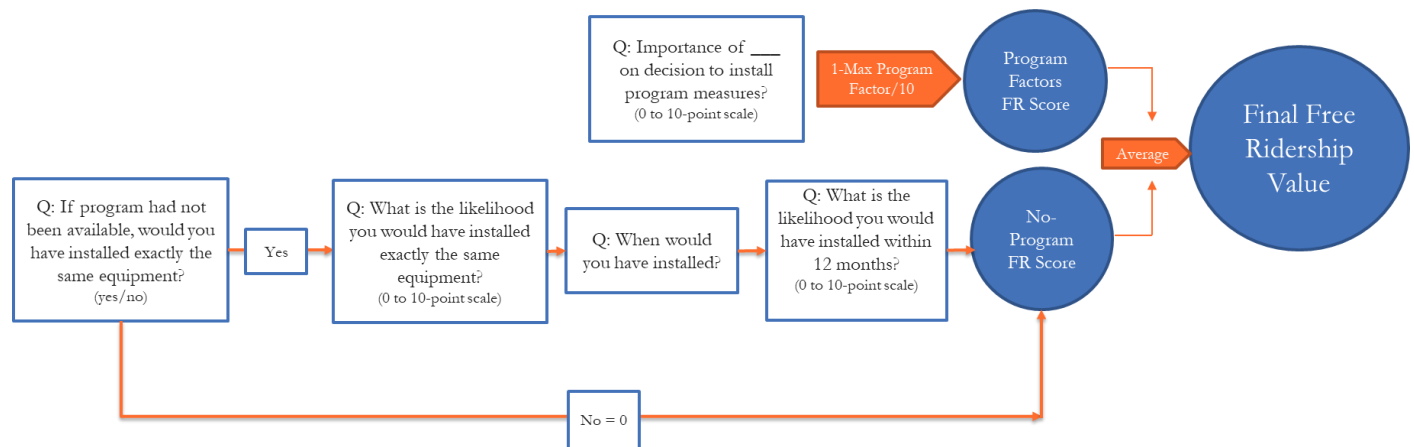 Q: Importance of ___
on decision to install
program measures?
(0 to 10-point scale)
1-Max Program
Factor/10
Program
Factors
FR Score
Average
Final Free
Ridership
Value
Q: If program had not
been available, would you
have installed exactly the
same equipment?
(yes/no)
Yes
Q: What is the likelihood
you would have installed
exactly the same
equipment?
(0 to 10-point scale)
Q: When would
you have installed?
Q: What is the
likelihood you would
have installed within
12 months?
(0 to 10-point scale)
No-
Program
FR Score
No = 0